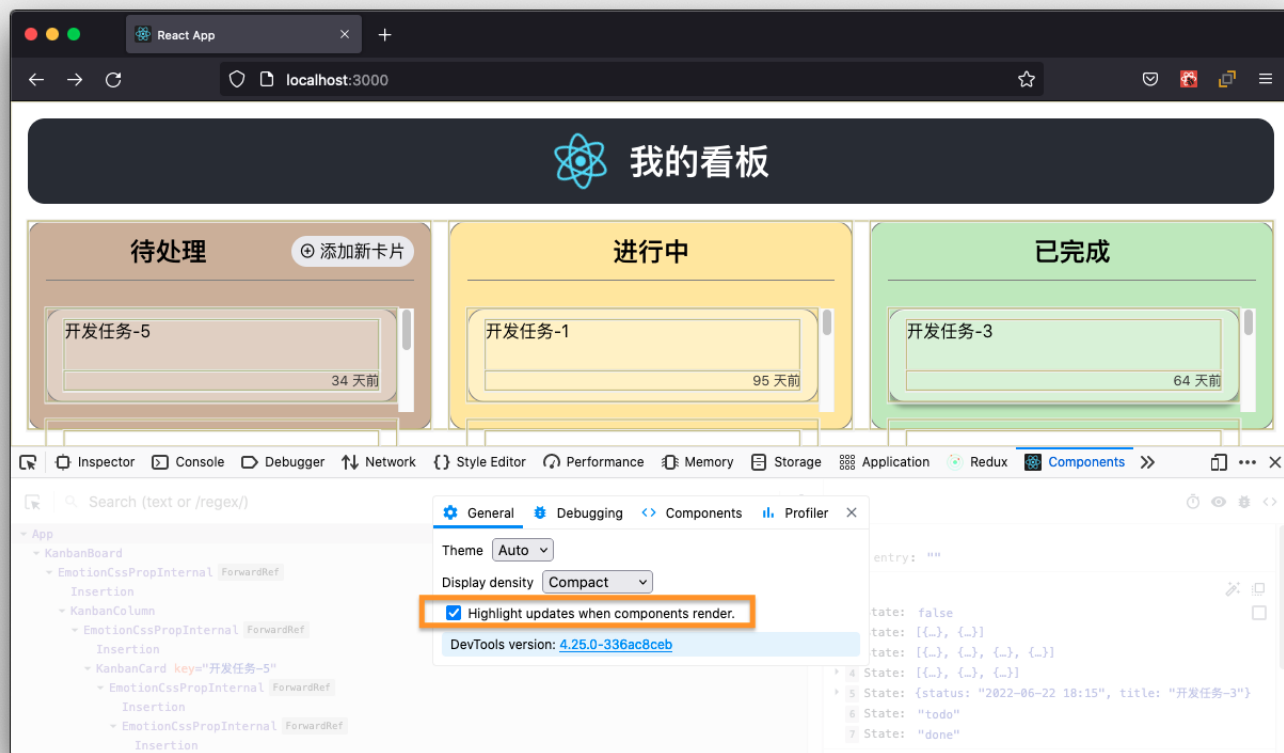 React App
localhost:3000
我的看板
待处理
添加新卡片
进行中
已完成
开发任务-5
34 天前
开发任务-1
95 天前
开发任务-3
64 天前
Inspector Console Debugger Network Style Editor Performance Memory Storage Application Redux Components
Search (text or /regex/)
General Debugging Components Profiler
Theme Auto
Display density Compact
Highlight updates when components render.
DevTools version: 4.25.0-336ac8ceb
App
KanbanBoard
EmotionCssPropInternal ForwardRef
Insertion
KanbanColumn
EmotionCssPropInternal ForwardRef
Insertion
KanbanCard key="开发任务-5"
EmotionCssPropInternal ForwardRef
Insertion
EmotionCssPropInternal ForwardRef
Insertion
entry: ""
State: false
State: [{…}, {…}]
State: [{…}, {…}, {…}, {…}]
4 State: [{…}, {…}, {…}]
5 State: {status: "2022-06-22 18:15", title: "开发任务-3"}
6 State: "todo"
7 State: "done"